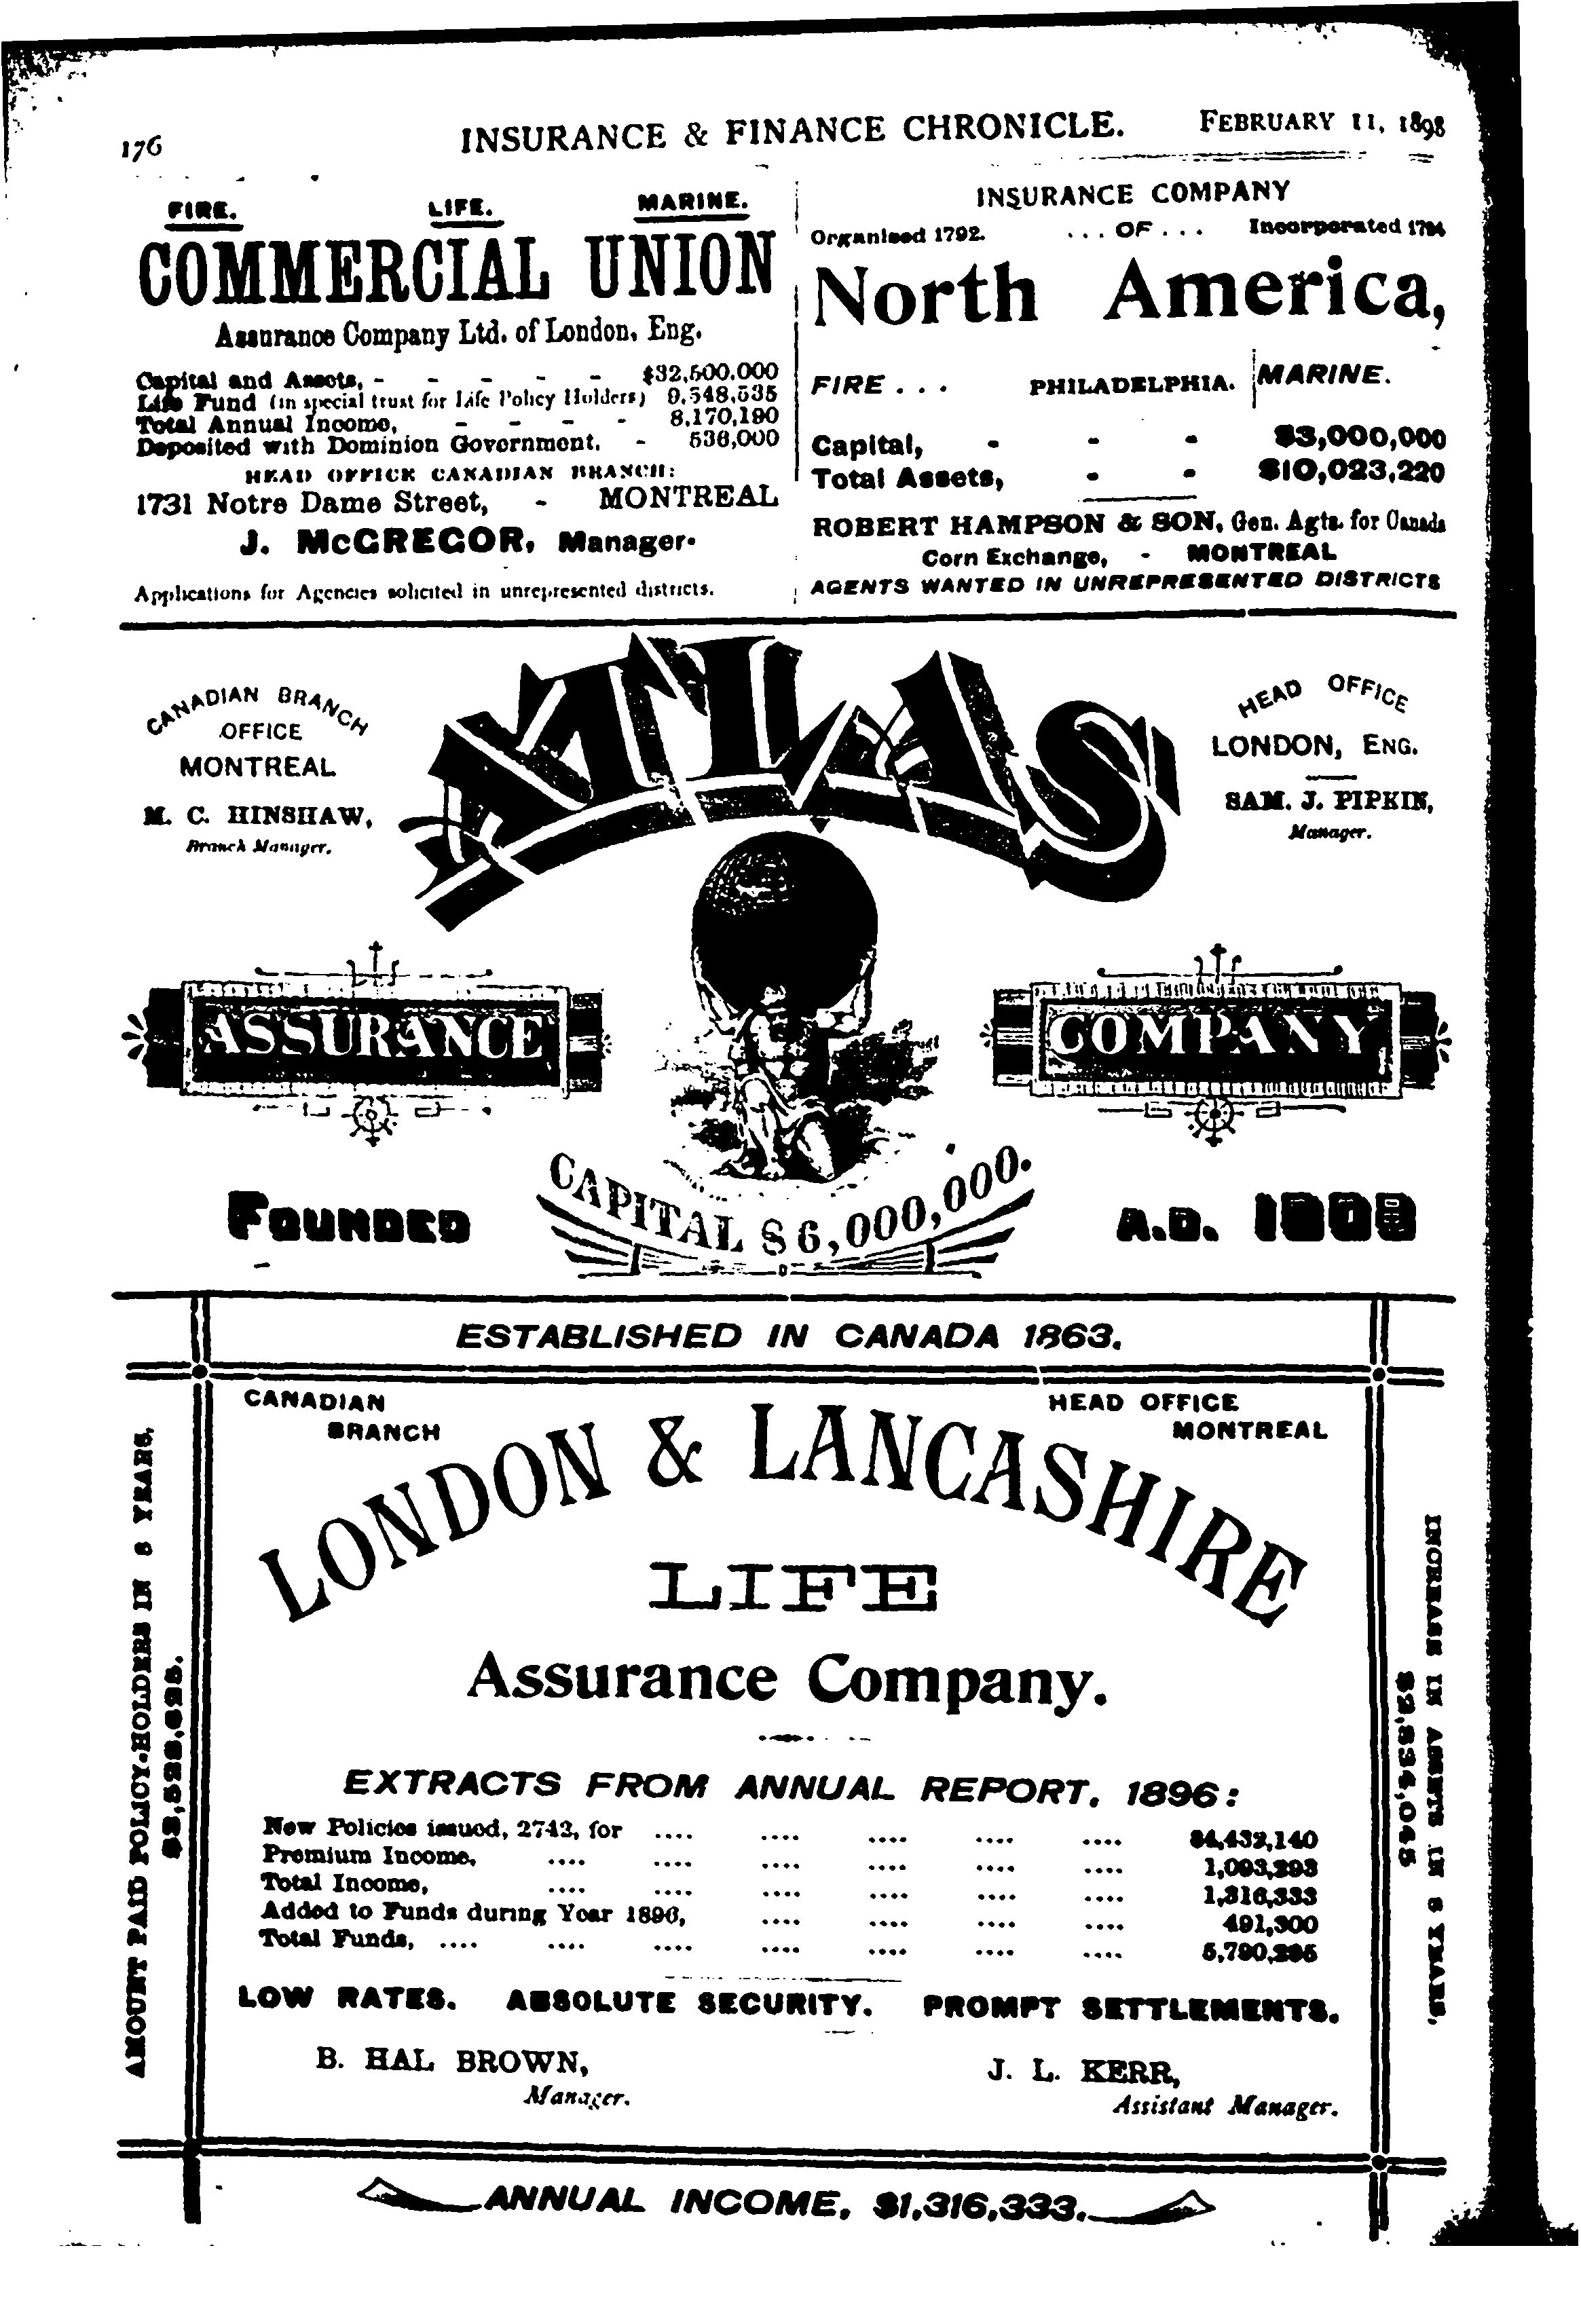 176 INSURANCE & FINANCE CHRONICLE. FEBRUARY 11, 1898
FIRE. LIFE. MARINE.
COMMERCIAL UNION
Assurance Company Ltd. of London, Eng.
Capital and Assets, - - - - - $32,500,000
Life Fund (in special trust for Life Policy Holders) 9,548,535
Total Annual Income, - - - - 8,170,190
Deposited with Dominion Government, - 536,000
HEAD OFFICE CANADIAN BRANCH:
1731 Notre Dame Street, - MONTREAL
J. McGREGOR, Manager.
Applications for Agencies solicited in unrepresented districts.
INSURANCE COMPANY
Organised 1792. ... OF ... Incorporated 1794
North America,
FIRE . . . PHILADELPHIA. MARINE.
Capital, - - - $3,000,000
Total Assets, - - $10,023,220
ROBERT HAMPSON & SON, Gen. Agts. for Canada
Corn Exchange, - MONTREAL
AGENTS WANTED IN UNREPRESENTED DISTRICTS
CANADIAN BRANCH
OFFICE
MONTREAL
M. C. HINSHAW,
Branch Manager.
ATLAS
HEAD OFFICE
LONDON, ENG.
SAM. J. PIPKIN,
Manager.
ASSURANCE COMPANY
CAPITAL $6,000,000.
FOUNDED A.D. 1808
ESTABLISHED IN CANADA 1863.
CANADIAN
BRANCH
HEAD OFFICE
MONTREAL
LONDON & LANCASHIRE
LIFE
Assurance Company.
EXTRACTS FROM ANNUAL REPORT, 1896:
New Policies issued, 2743, for .... .... .... .... .... $4,439,140
Premium Income, .... .... .... .... .... .... 1,093,293
Total Income, .... .... .... .... .... .... 1,316,333
Added to Funds during Year 1896, .... .... .... .... 491,300
Total Funds, .... .... .... .... .... .... .... 5,790,295
LOW RATES. ABSOLUTE SECURITY. PROMPT SETTLEMENTS.
B. HAL BROWN,
Manager.
J. L. KERR,
Assistant Manager.
AMOUNT PAID POLICY-HOLDERS IN 8 YEARS,
INCREASE IN ASSETS IN 8 YEARS,
$2,834,045
ANNUAL INCOME, $1,316,333.